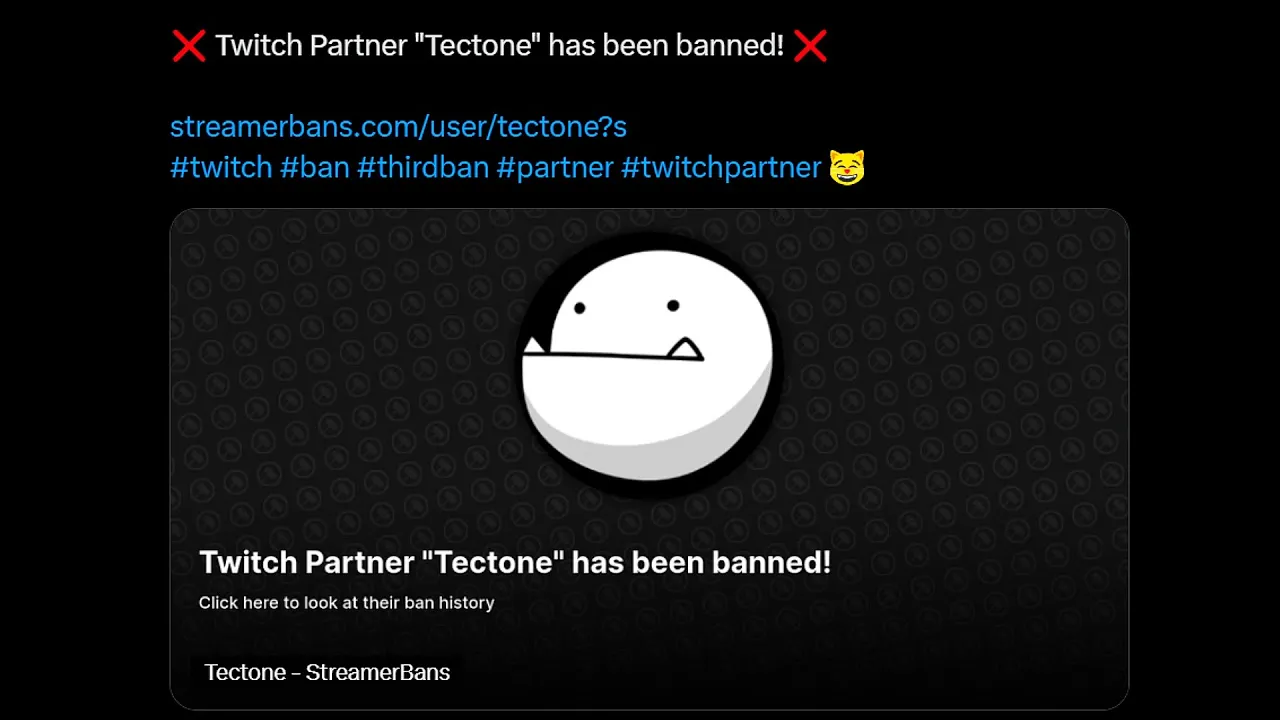 ❌ Twitch Partner "Tectone" has been banned! ❌
streamerbans.com/user/tectone?s
#twitch #ban #thirdban #partner #twitchpartner 😹
Twitch Partner "Tectone" has been banned!
Click here to look at their ban history
Tectone – StreamerBans